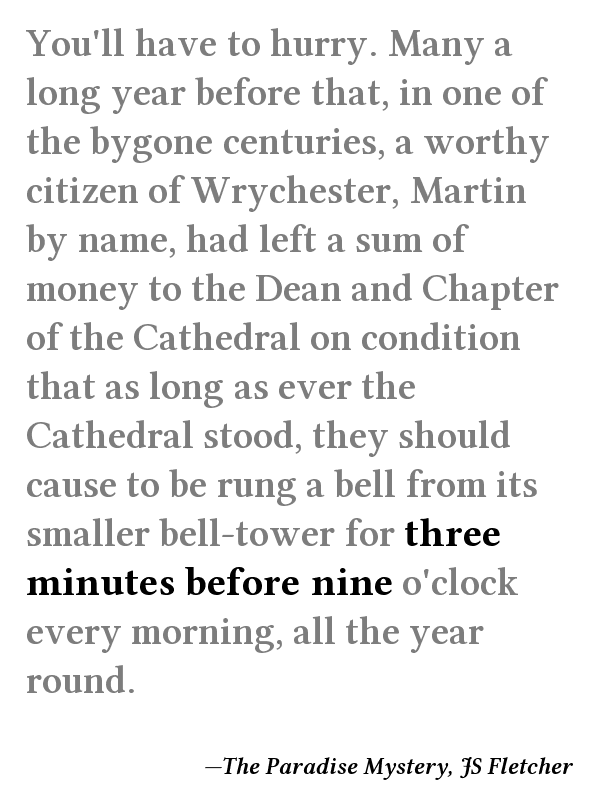 You'll have to hurry. Many a
long year before that, in one of
the bygone centuries, a worthy
citizen of Wrychester, Martin
by name, had left a sum of
money to the Dean and Chapter
of the Cathedral on condition
that as long as ever the
Cathedral stood, they should
cause to be rung a bell from its
smaller bell-tower for three
minutes before nine o'clock
every morning, all the year
round.
—The Paradise Mystery, JS Fletcher